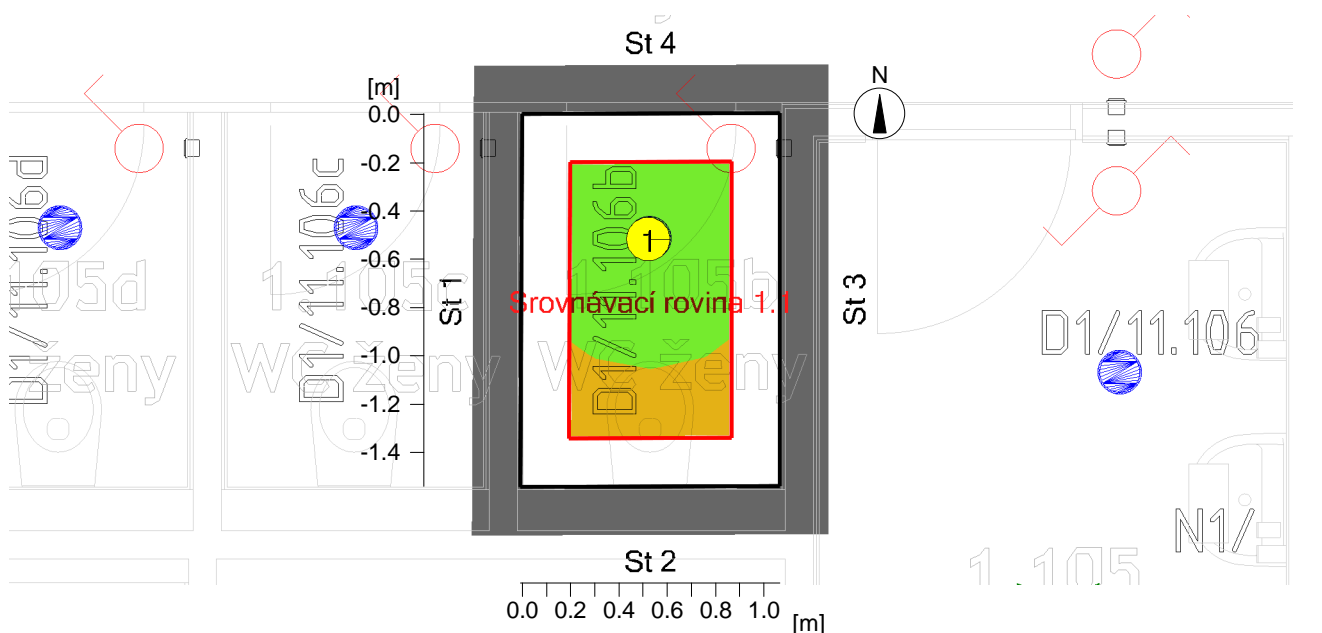 St 4
[m]
N
0.0
-0.2
-0.4
-0.6
-0.8
-1.0
-1.2
-1.4
D1/11.106d
D1/11.106c
D1/11.106b
1
1.105c
1.105b
105d
Srovnávací rovina 1.1
WC ženy
WC ženy
ženy
St 1
St 3
D1/11.106
N1/
1.105
St 2
0.0 0.2 0.4 0.6 0.8 1.0 [m]